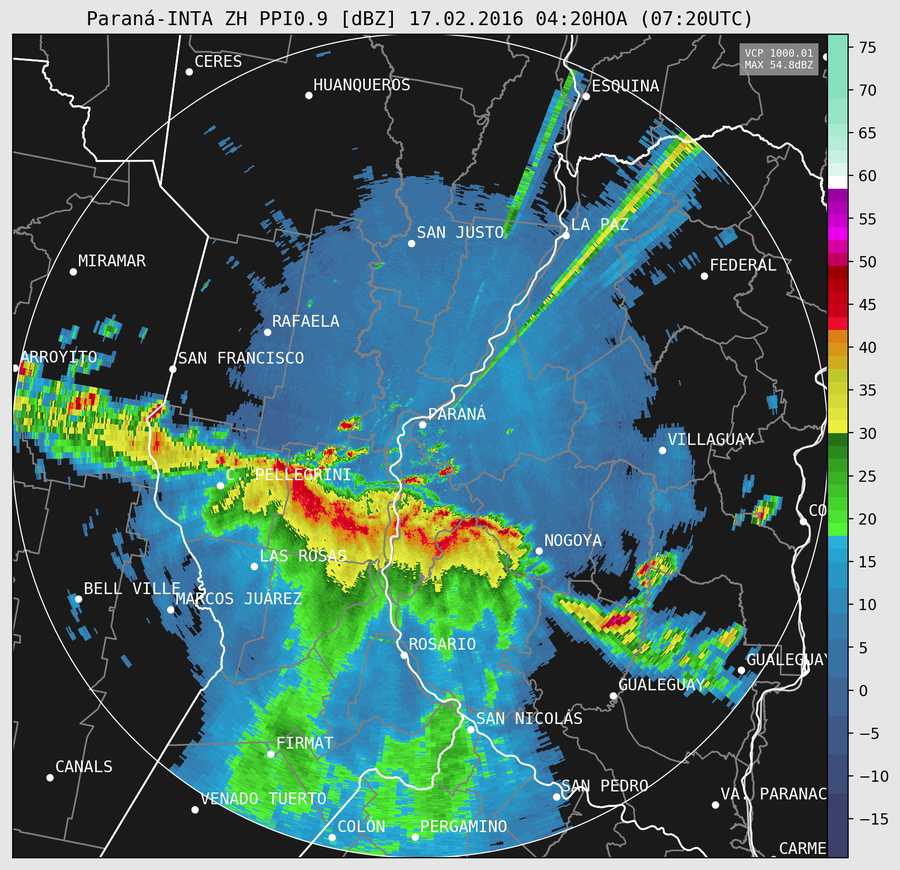 Paraná-INTA ZH PPI0.9 [dBZ] 17.02.2016 04:20HOA (07:20UTC)
VCP 1000.01
MAX 54.8dBZ
CERES
HUANQUEROS
ESQUINA
SAN JUSTO
LA PAZ
MIRAMAR
FEDERAL
RAFAELA
ARROYITO
SAN FRANCISCO
PARANÁ
VILLAGUAY
C. PELLEGRINI
CO
NOGOYA
LAS ROSAS
BELL VILLE
MARCOS JUÁREZ
ROSARIO
GUALEGUAY
GUALEGUAY
SAN NICOLÁS
FIRMAT
CANALS
VENADO TUERTO
SAN PEDRO
VA. PARANAC
COLÓN
PERGAMINO
CARME
75
70
65
60
55
50
45
40
35
30
25
20
15
10
5
0
−5
−10
−15